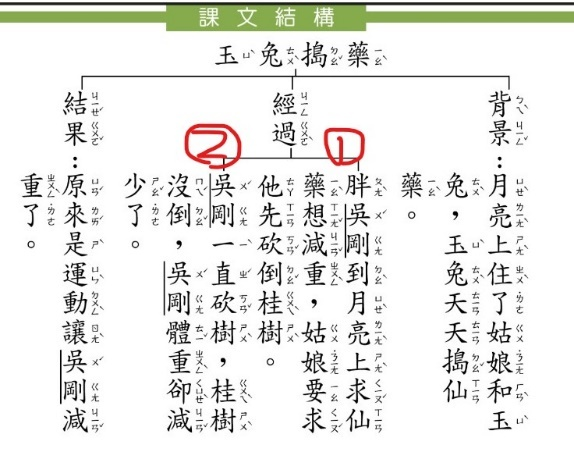 課文結構
玉兔搗藥
背景：月亮上住了姑娘和玉
兔，玉兔天天搗仙
藥。
經過
①
胖吳剛到月亮上求仙
藥想減重，姑娘要求
他先砍倒桂樹。
②
吳剛一直砍樹，桂樹
沒倒，吳剛體重卻減
少了。
結果：原來是運動讓吳剛減
重了。